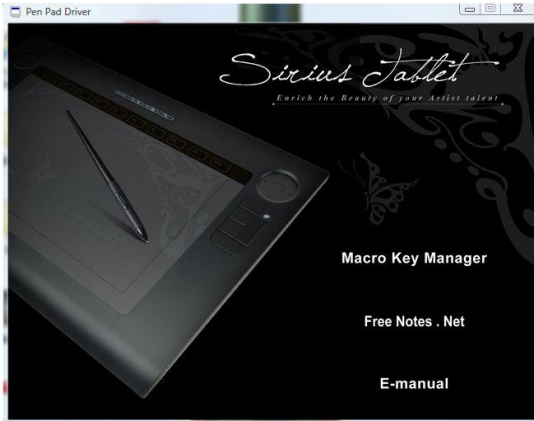 Pen Pad Driver
Sirius Tablet
Enrich the Beauty of your Artist talent
Macro Key Manager
Free Notes . Net
E-manual